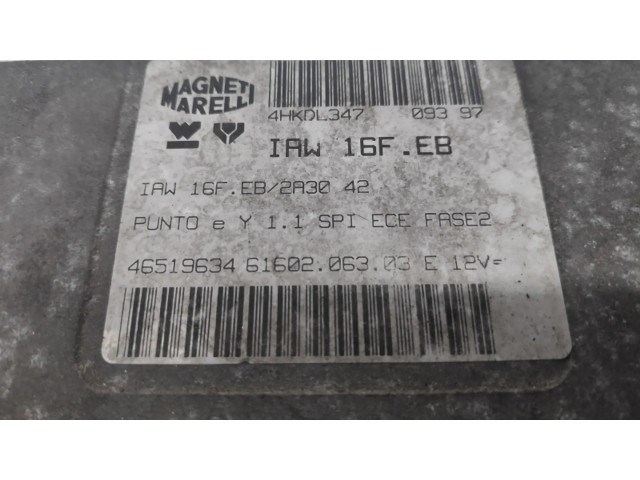 MAGNETI
MARELLI
4HKDL347 093 97
IAW 16F.EB
IAW 16F.EB/2A30 42
PUNTO e Y 1.1 SPI ECE FASE2
46519634 61602.063.03 E 12V=